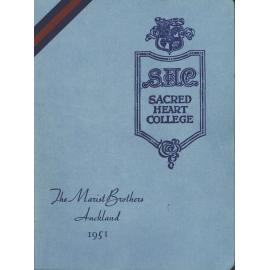 SHC
SACRED
HEART
COLLEGE
The Marist Brothers
Auckland
1951